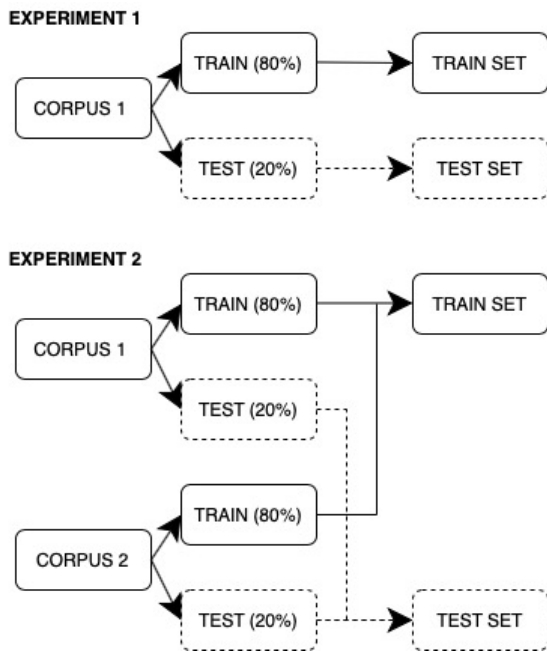 EXPERIMENT 1
TRAIN (80%)
TRAIN SET
CORPUS 1
TEST (20%)
TEST SET
EXPERIMENT 2
TRAIN (80%)
TRAIN SET
CORPUS 1
TEST (20%)
TRAIN (80%)
CORPUS 2
TEST (20%)
TEST SET